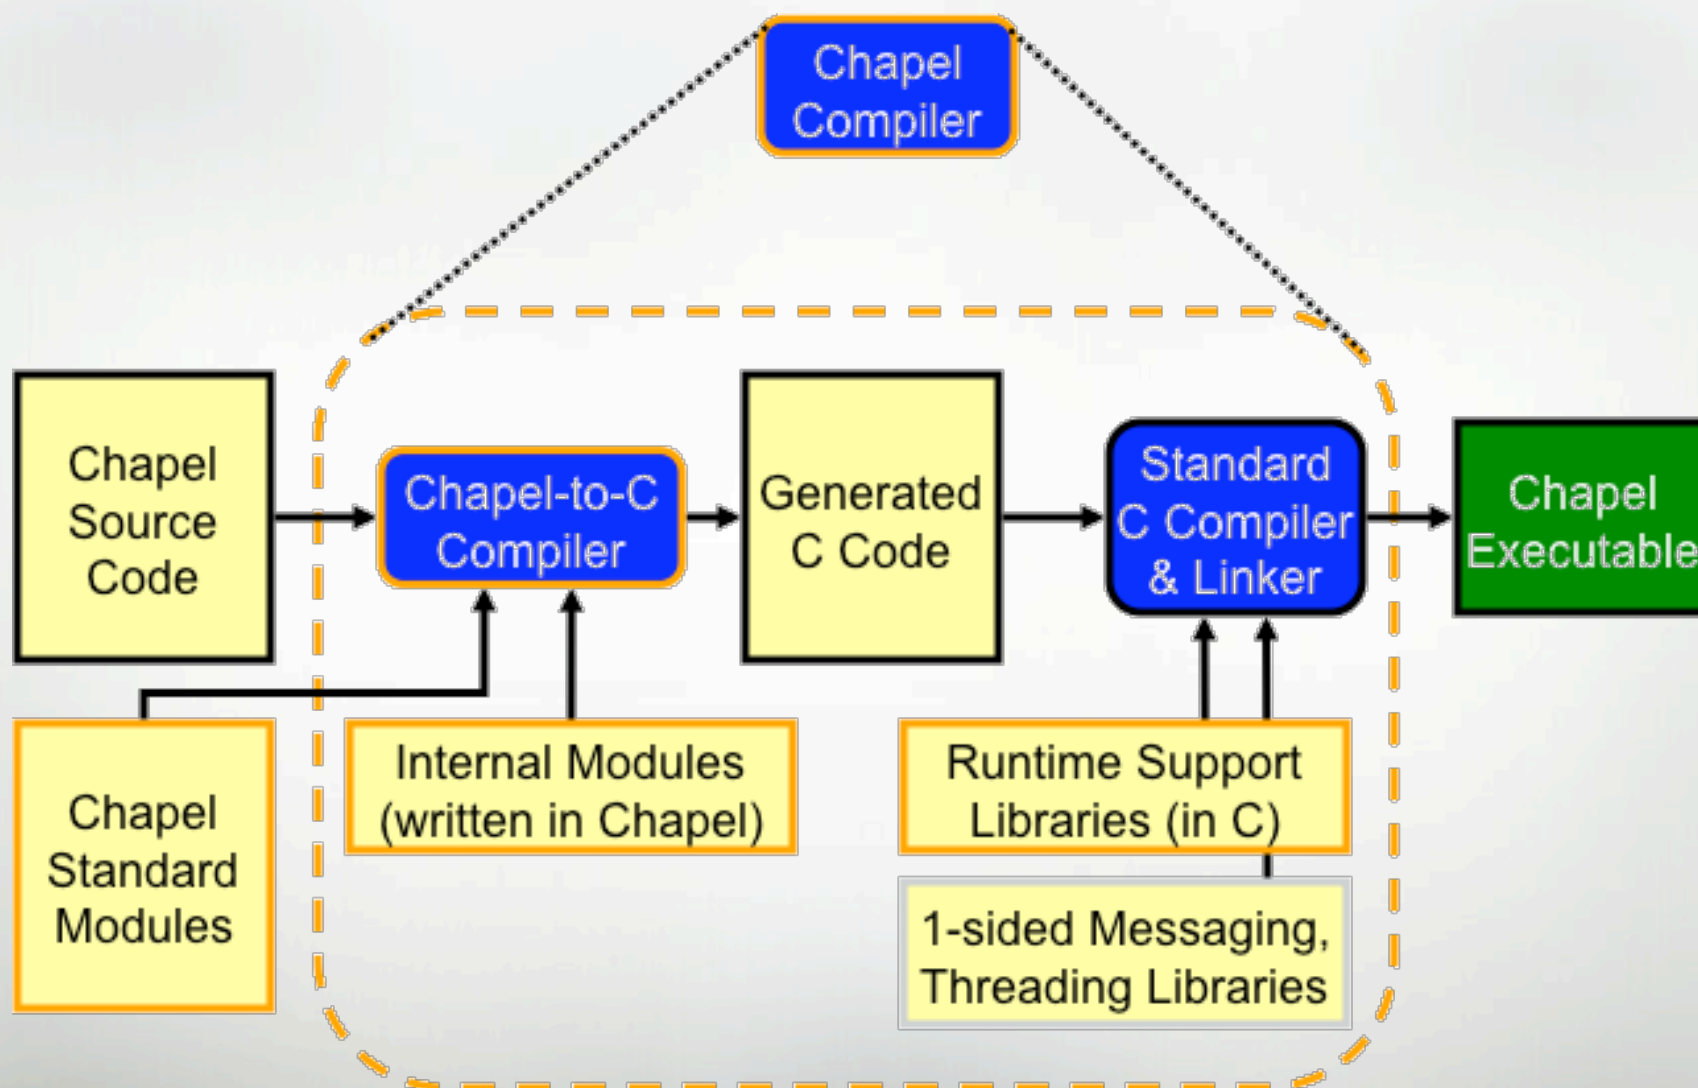 Chapel
Compiler
Chapel
Source
Code
Chapel-to-C
Compiler
Generated
C Code
Standard
C Compiler
& Linker
Chapel
Executable
Chapel
Standard
Modules
Internal Modules
(written in Chapel)
Runtime Support
Libraries (in C)
1-sided Messaging,
Threading Libraries